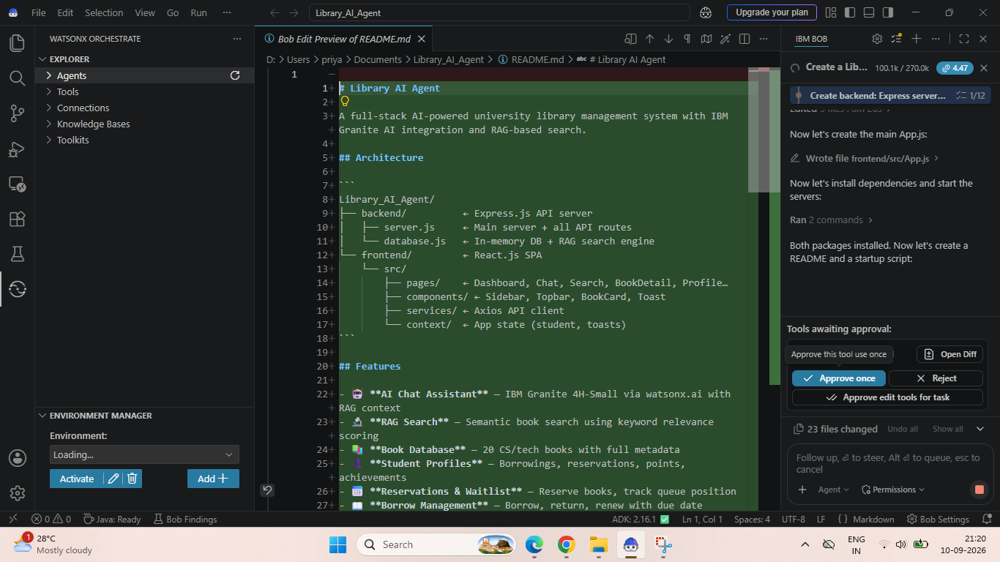 File Edit Selection View Go Run ···
Library_AI_Agent
Upgrade your plan
WATSONX ORCHESTRATE ···
EXPLORER
Agents
Tools
Connections
Knowledge Bases
Toolkits
ENVIRONMENT MANAGER
Environment:
Loading...
Activate
Add
Bob Edit Preview of README.md
D: > Users > priya > Documents > Library_AI_Agent > README.md > abc # Library AI Agent
1 —
1+ # Library AI Agent
2+
3+ A full-stack AI-powered university library management system with IBM
+ Granite AI integration and RAG-based search.
4+
5+ ## Architecture
6+
7+ ```
8+ Library_AI_Agent/
9+ ├── backend/ ← Express.js API server
10+ │ ├── server.js ← Main server + all API routes
11+ │ └── database.js ← In-memory DB + RAG search engine
12+ └── frontend/ ← React.js SPA
13+ └── src/
14+ ├── pages/ ← Dashboard, Chat, Search, BookDetail, Profile…
15+ ├── components/ ← Sidebar, Topbar, BookCard, Toast
16+ ├── services/ ← Axios API client
17+ └── context/ ← App state (student, toasts)
18+ ```
19+
20+ ## Features
21+
22+ - 🤖 **AI Chat Assistant** — IBM Granite 4H-Small via watsonx.ai with
+ RAG context
23+ - 🔬 **RAG Search** — Semantic book search using keyword relevance
+ scoring
24+ - 📚 **Book Database** — 20 CS/tech books with full metadata
25+ - 👤 **Student Profiles** — Borrowings, reservations, points,
+ achievements
26+ - 📅 **Reservations & Waitlist** — Reserve books, track queue position
27+ - 📖 **Borrow Management** — Borrow, return, renew with due date
IBM BOB
Create a Lib... 100.1k / 270.0k 4.47
Create backend: Express server... 1/12
Now let's create the main App.js:
Wrote file frontend/src/App.js >
Now let's install dependencies and start the
servers:
Ran 2 commands >
Both packages installed. Now let's create a
README and a startup script:
Tools awaiting approval:
Approve this tool use once
Open Diff
Approve once
Reject
Approve edit tools for task
23 files changed Undo all Show all
Follow up, ⏎ to steer, Alt ⏎ to queue, esc to
cancel
Agent
Permissions
0 0 Java: Ready Bob Findings ADK: 2.16.1 ✅ Ln 1, Col 1 Spaces: 4 UTF-8 LF { } Markdown Bob Settings
1
28°C
Mostly cloudy
Search
ENG
IN
21:20
10-09-2026